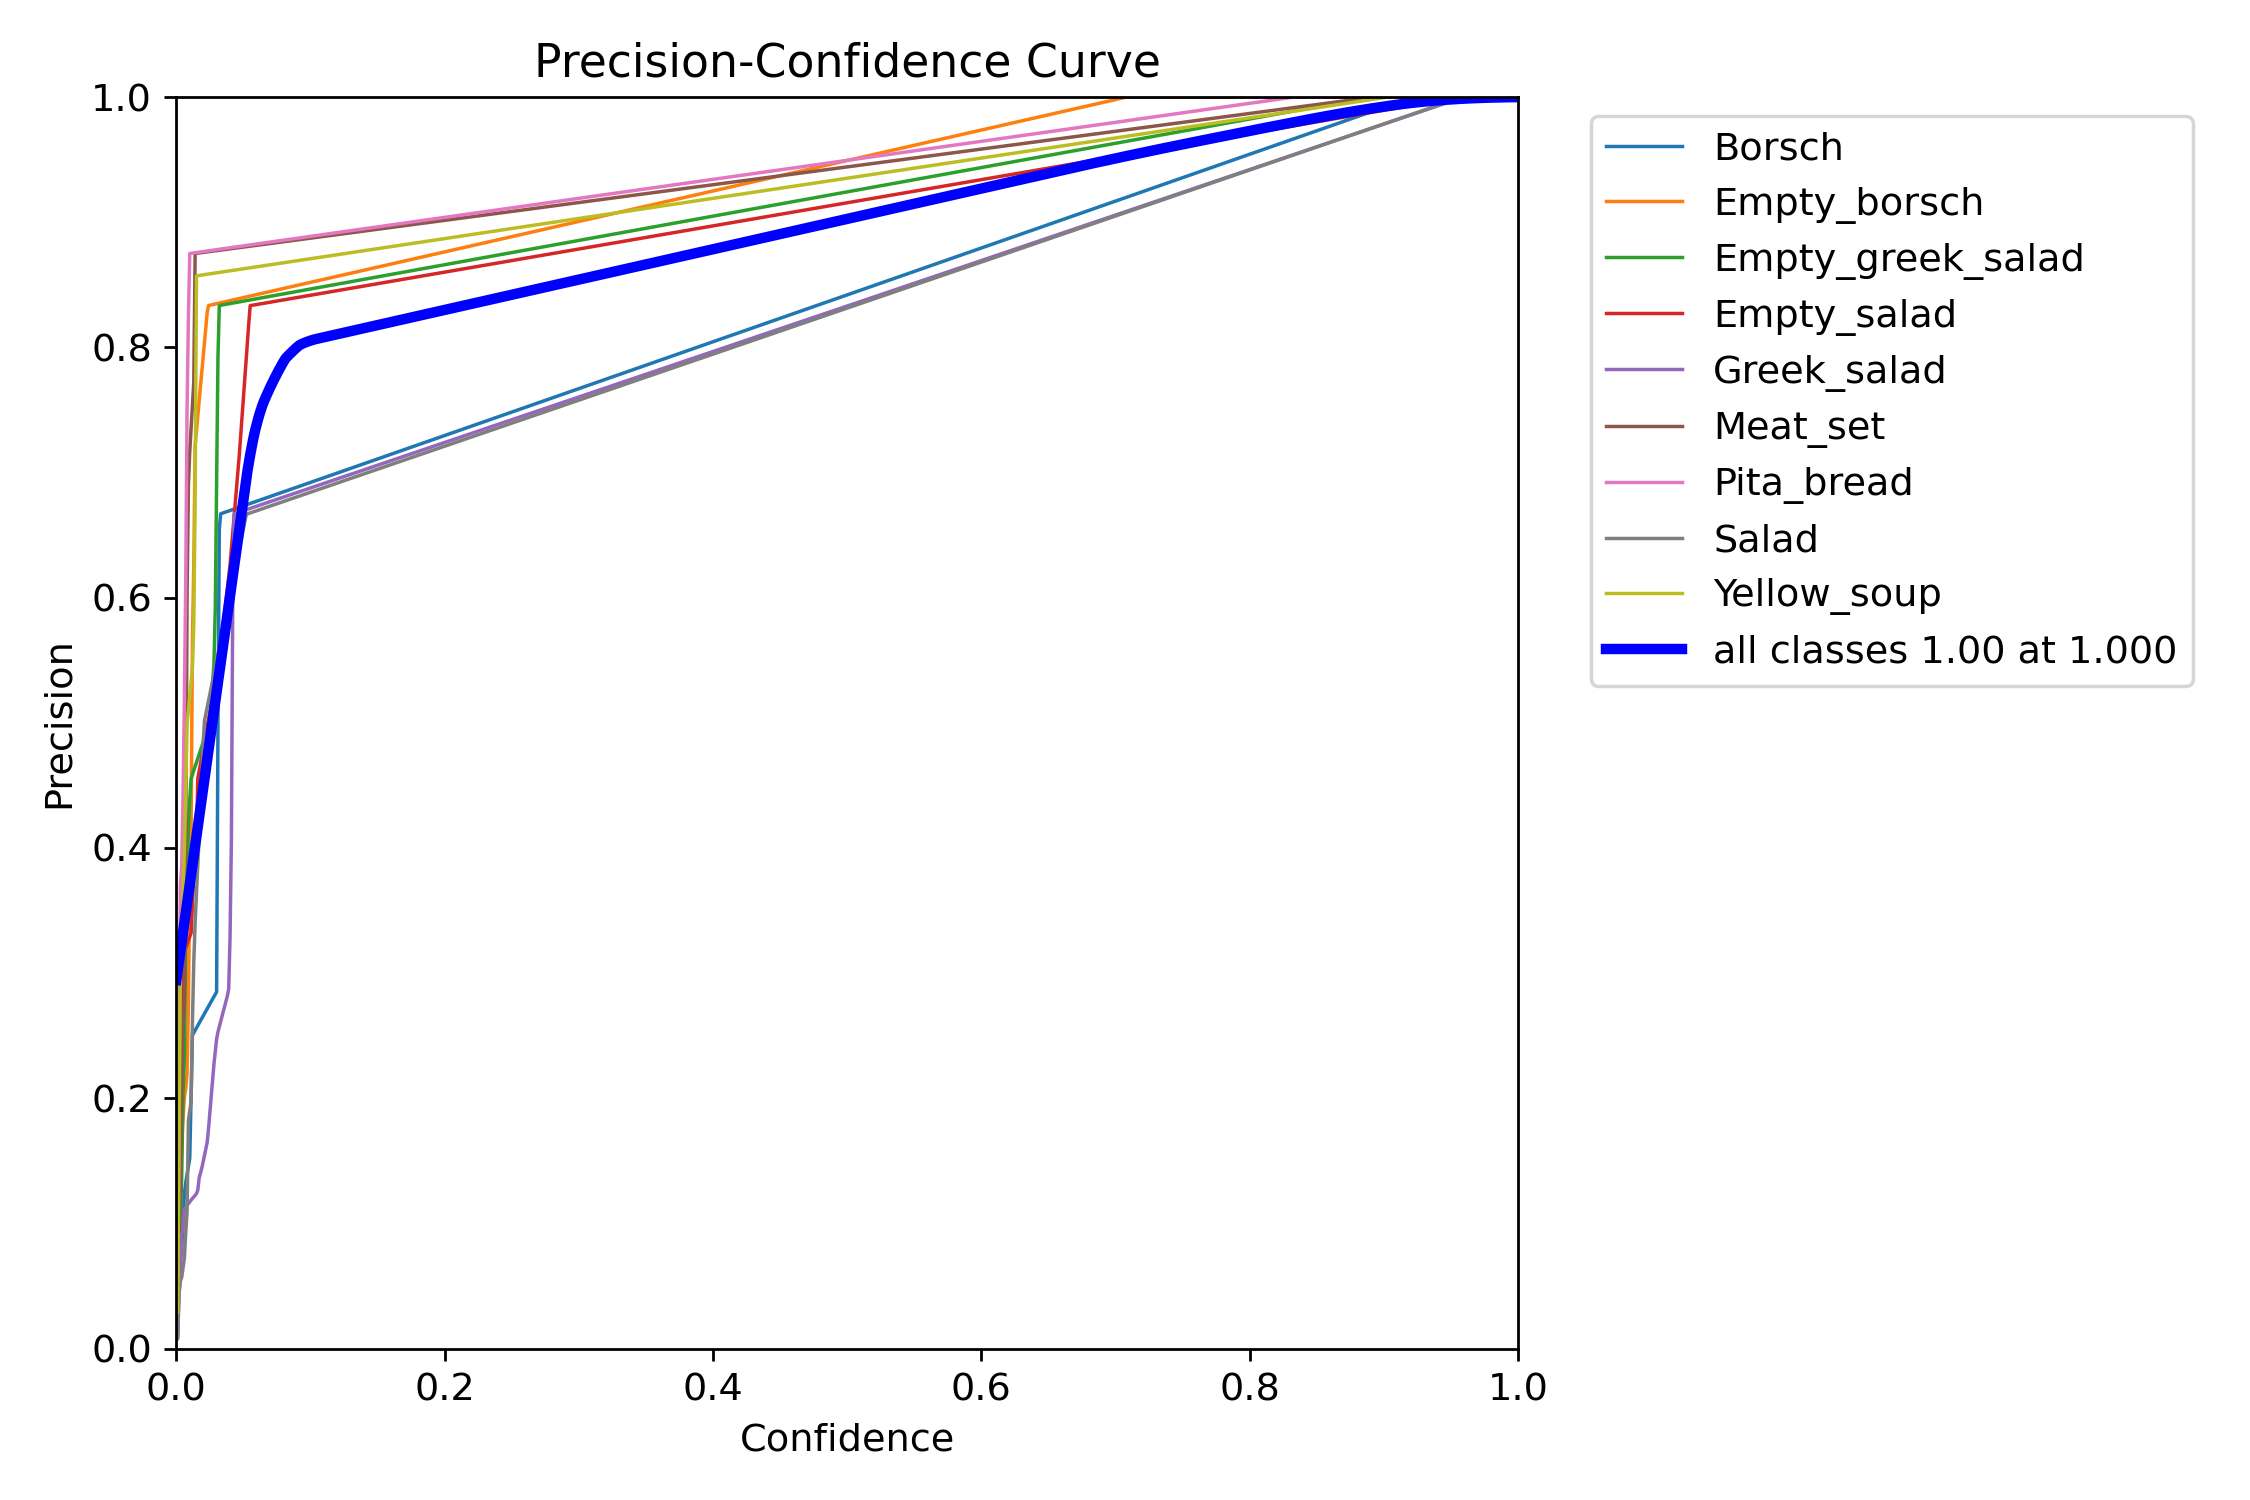 Precision-Confidence Curve
1.0
0.8
0.6
0.4
0.2
0.0
Precision
0.0 0.2 0.4 0.6 0.8 1.0
Confidence
Borsch
Empty_borsch
Empty_greek_salad
Empty_salad
Greek_salad
Meat_set
Pita_bread
Salad
Yellow_soup
all classes 1.00 at 1.000